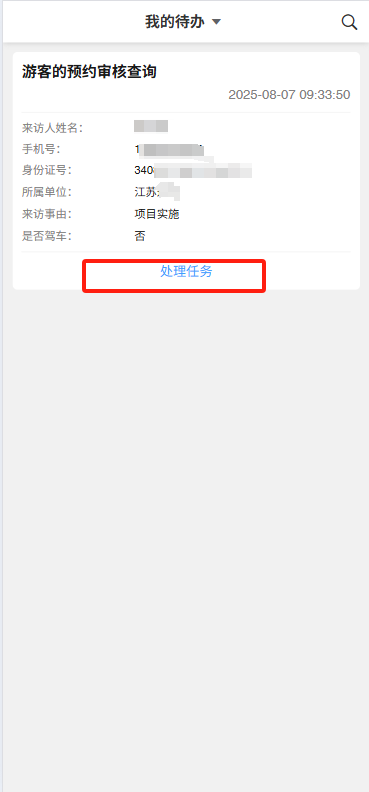 我的待办
游客的预约审核查询
2025-08-07 09:33:50
来访人姓名：
手机号： 1
身份证号： 340
所属单位： 江苏
来访事由： 项目实施
是否驾车： 否
处理任务